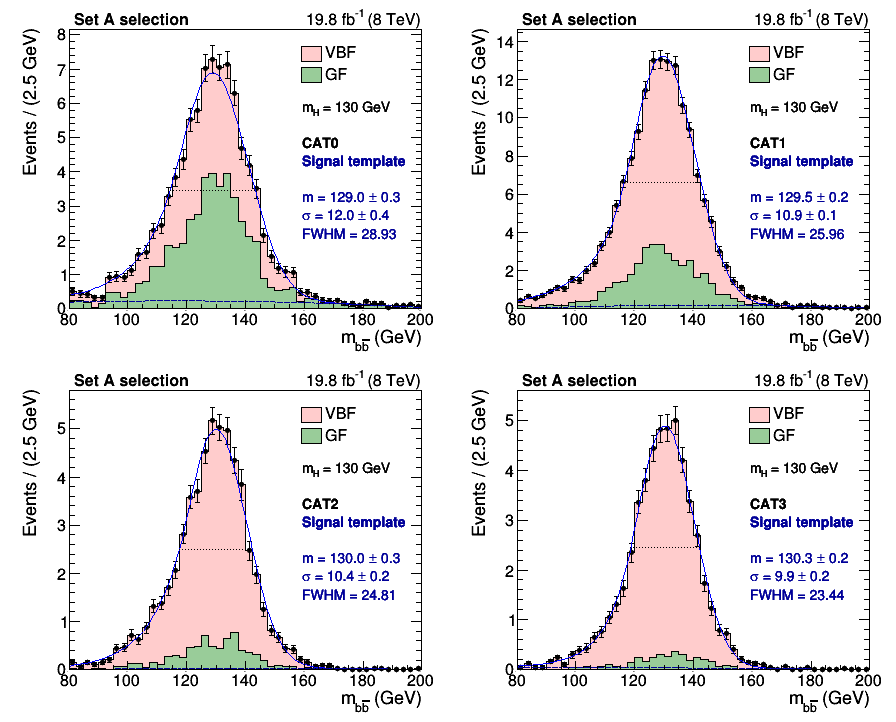 Set A selection 19.8 fb⁻¹ (8 TeV)
Events / (2.5 GeV)
8
7
6
5
4
3
2
1
0
VBF
GF
m_H = 130 GeV
CAT0
Signal template
m = 129.0 ± 0.3
σ = 12.0 ± 0.4
FWHM = 28.93
80 100 120 140 160 180 200
m_bb̅ (GeV)
Set A selection 19.8 fb⁻¹ (8 TeV)
Events / (2.5 GeV)
14
12
10
8
6
4
2
0
VBF
GF
m_H = 130 GeV
CAT1
Signal template
m = 129.5 ± 0.2
σ = 10.9 ± 0.1
FWHM = 25.96
80 100 120 140 160 180 200
m_bb̅ (GeV)
Set A selection 19.8 fb⁻¹ (8 TeV)
Events / (2.5 GeV)
5
4
3
2
1
0
VBF
GF
m_H = 130 GeV
CAT2
Signal template
m = 130.0 ± 0.3
σ = 10.4 ± 0.2
FWHM = 24.81
80 100 120 140 160 180 200
m_bb̅ (GeV)
Set A selection 19.8 fb⁻¹ (8 TeV)
Events / (2.5 GeV)
5
4
3
2
1
0
VBF
GF
m_H = 130 GeV
CAT3
Signal template
m = 130.3 ± 0.2
σ = 9.9 ± 0.2
FWHM = 23.44
80 100 120 140 160 180 200
m_bb̅ (GeV)